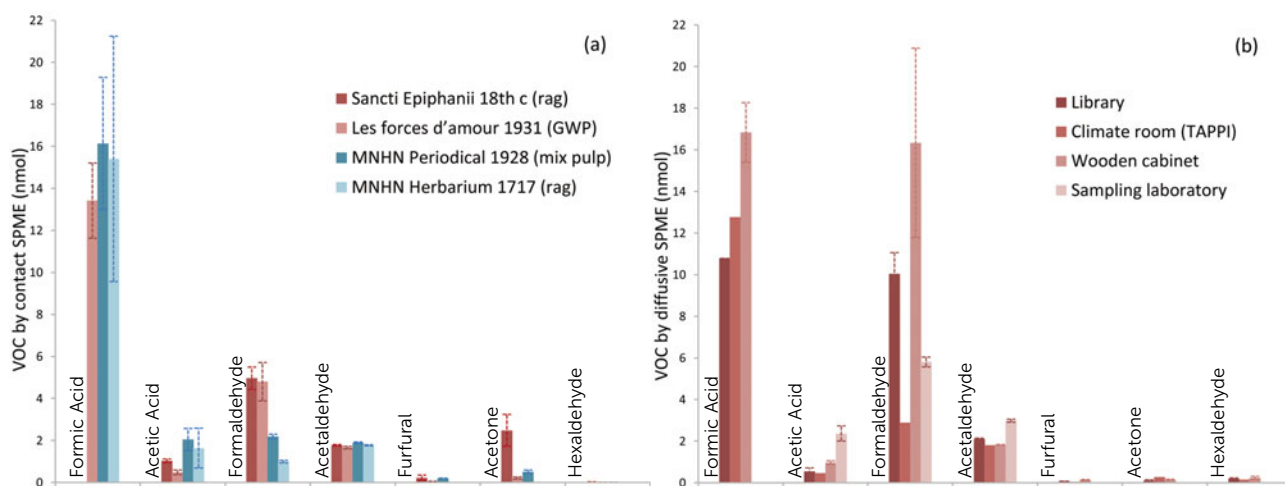 22
20
18
16
14
12
10
8
6
4
2
0
VOC by contact SPME (nmol)
(a)
Sancti Epiphanii 18th c (rag)
Les forces d'amour 1931 (GWP)
MNHN Periodical 1928 (mix pulp)
MNHN Herbarium 1717 (rag)
Formic Acid
Acetic Acid
Formaldehyde
Acetaldehyde
Furfural
Acetone
Hexaldehyde
22
20
18
16
14
12
10
8
6
4
2
0
VOC by diffusive SPME (nmol)
(b)
Library
Climate room (TAPPI)
Wooden cabinet
Sampling laboratory
Formic Acid
Acetic Acid
Formaldehyde
Acetaldehyde
Furfural
Acetone
Hexaldehyde